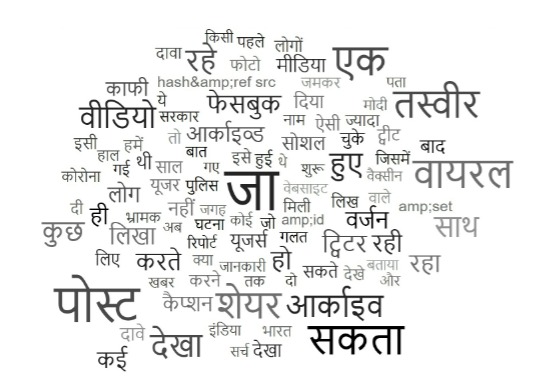 किसी पहले लोगों
दावा रहे फोटो मीडिया एक
hash&amp;ref src जमकर पता
काफी ये
वीडियो सरकार फेसबुक दिया मोदी तस्वीर
नाम ऐसी ज्यादा
इसी हमें तो आर्काइव्ड सोशल चुके ट्वीट बाद
हाल गई थी साल बात गए इसे हुई थे शुरू हुए जिसमें वायरल
कोरोना लोग यूजर पुलिस जा वेबसाइट लिख वैक्सीन वाले
दी ही भ्रामक नहीं जगह मिली amp;set
कुछ लिखा अब घटना कोई जो amp;id वर्जन साथ
रिपोर्ट यूजर्स गलत ट्विटर रही
लिए करते क्या जानकारी हो सकते देखे बताया रहा
खबर करने तक दो और
पोस्ट कैप्शन शेयर आर्काइव
दावे देखा इंडिया भारत सकता
कई सर्च देखा